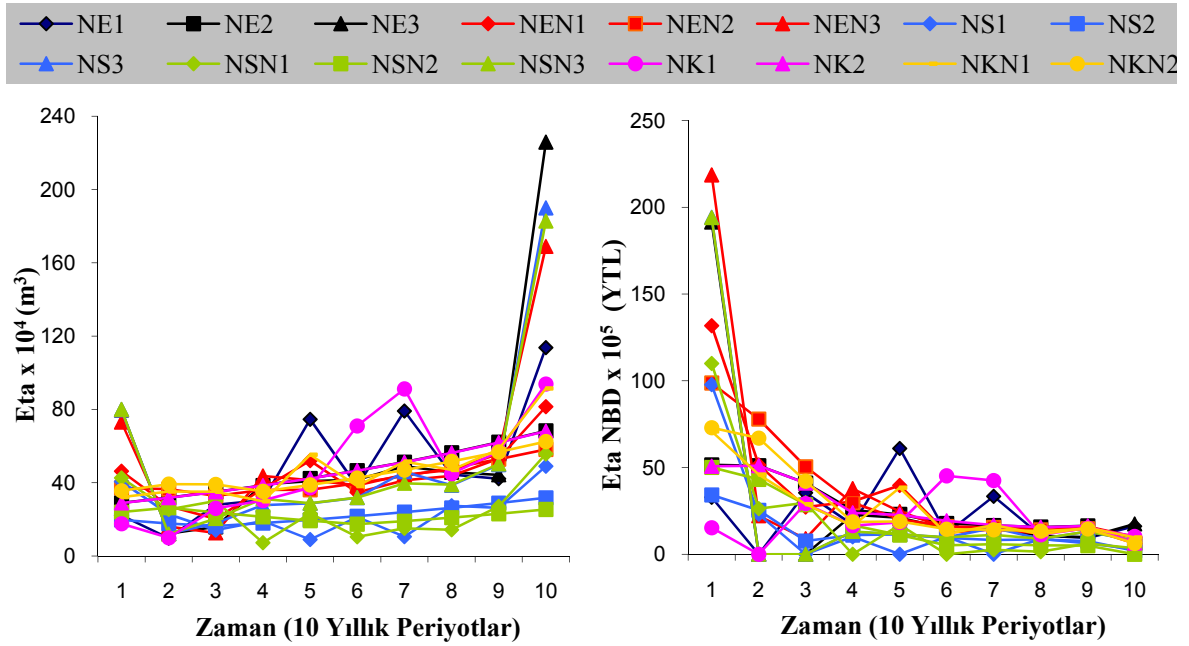 NE1 NE2 NE3 NEN1 NEN2 NEN3 NS1 NS2
NS3 NSN1 NSN2 NSN3 NK1 NK2 NKN1 NKN2
Eta x 10⁴ (m³)
240
200
160
120
80
40
0
1 2 3 4 5 6 7 8 9 10
Zaman (10 Yıllık Periyotlar)
Eta NBD x 10⁵ (YTL)
250
200
150
100
50
0
1 2 3 4 5 6 7 8 9 10
Zaman (10 Yıllık Periyotlar)